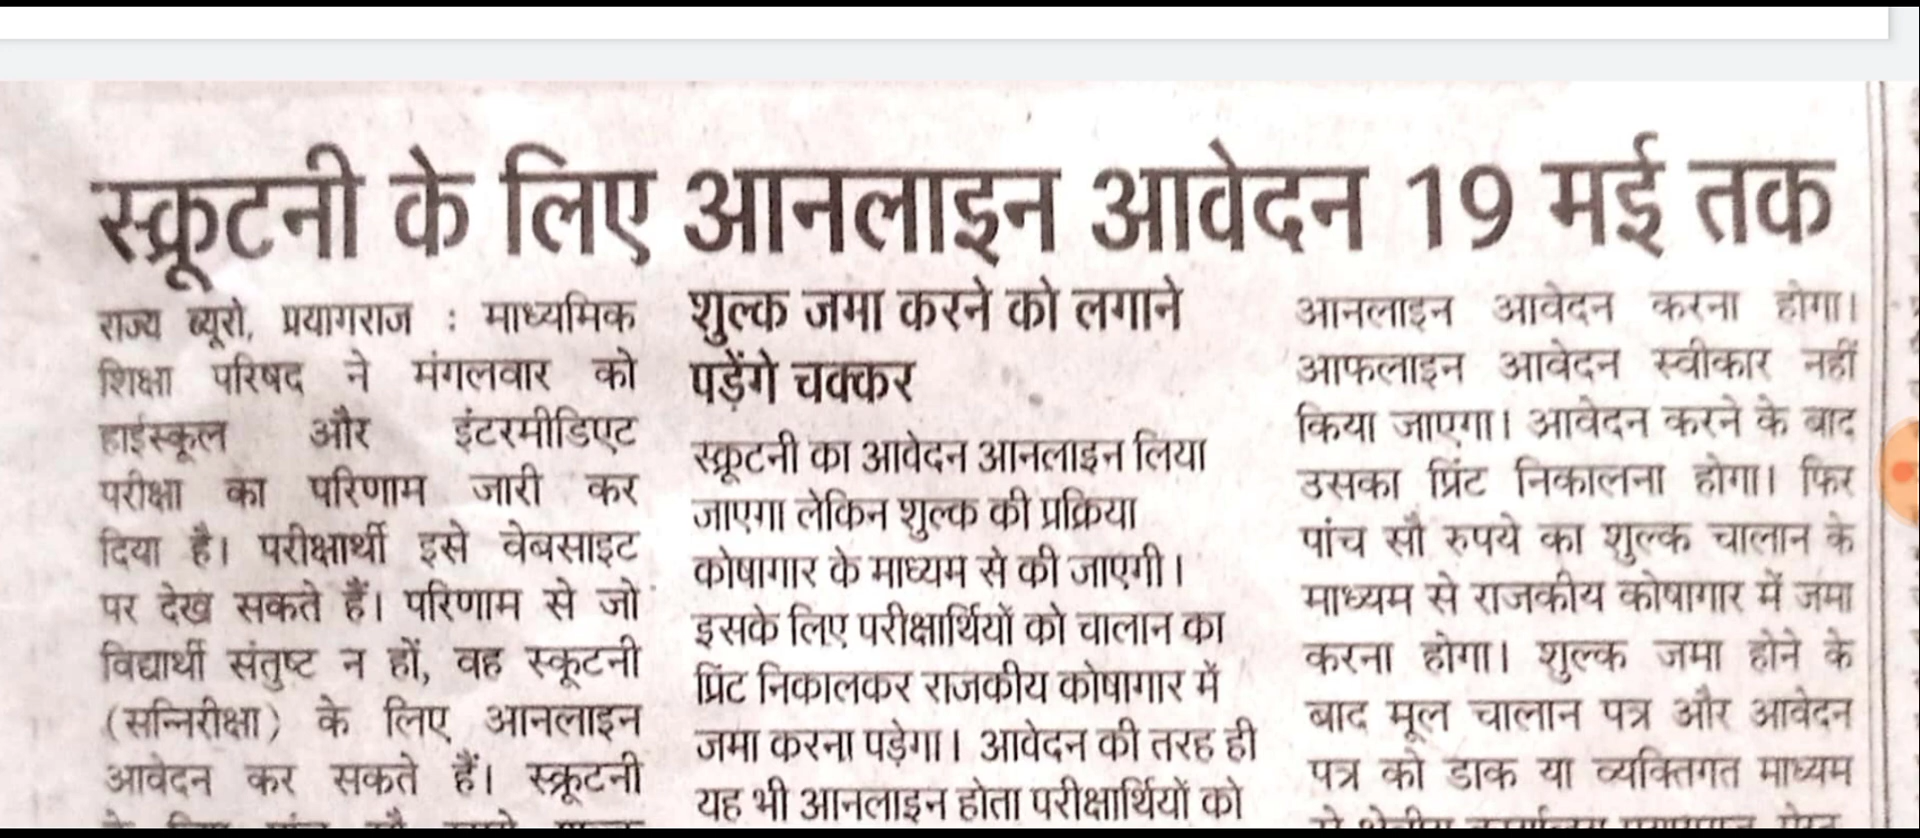 स्क्रूटनी के लिए आनलाइन आवेदन 19 मई तक
राज्य ब्यूरो, प्रयागराज : माध्यमिक
शिक्षा परिषद ने मंगलवार को
हाईस्कूल और इंटरमीडिएट
परीक्षा का परिणाम जारी कर
दिया है। परीक्षार्थी इसे वेबसाइट
पर देख सकते हैं। परिणाम से जो
विद्यार्थी संतुष्ट न हों, वह स्क्रूटनी
(सन्निरीक्षा) के लिए आनलाइन
आवेदन कर सकते हैं। स्क्रूटनी
शुल्क जमा करने को लगाने
पड़ेंगे चक्कर
स्क्रूटनी का आवेदन आनलाइन लिया
जाएगा लेकिन शुल्क की प्रक्रिया
कोषागार के माध्यम से की जाएगी।
इसके लिए परीक्षार्थियों को चालान का
प्रिंट निकालकर राजकीय कोषागार में
जमा करना पड़ेगा। आवेदन की तरह ही
यह भी आनलाइन होता परीक्षार्थियों को
आनलाइन आवेदन करना होगा।
आफलाइन आवेदन स्वीकार नहीं
किया जाएगा। आवेदन करने के बाद
उसका प्रिंट निकालना होगा। फिर
पांच सौ रुपये का शुल्क चालान के
माध्यम से राजकीय कोषागार में जमा
करना होगा। शुल्क जमा होने के
बाद मूल चालान पत्र और आवेदन
पत्र को डाक या व्यक्तिगत माध्यम